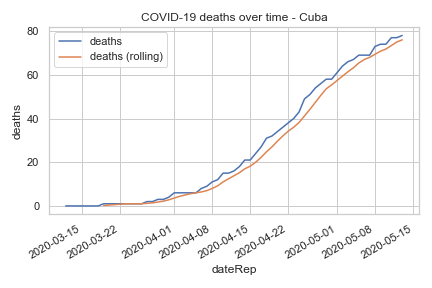 COVID-19 deaths over time - Cuba
deaths
deaths (rolling)
80
60
40
20
0
deaths
2020-03-15
2020-03-22
2020-04-01
2020-04-08
2020-04-15
2020-04-22
2020-05-01
2020-05-08
2020-05-15
dateRep